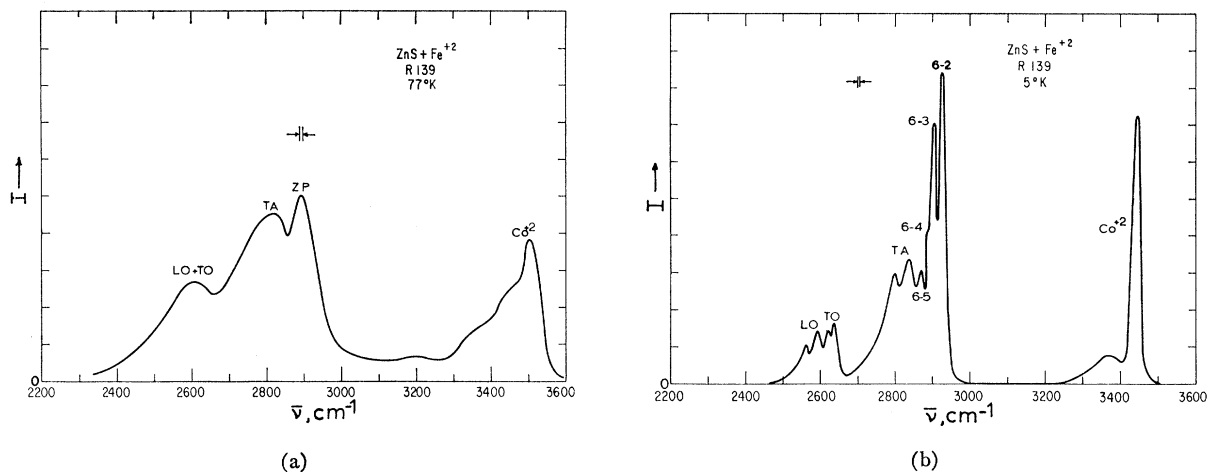 ZnS + Fe+2
R 139
77°K
ZP
TA
LO+TO
Co+2
I
0
2200 2400 2600 2800 3000 3200 3400 3600
ν̄, cm-1
(a)
ZnS + Fe+2
R 139
5°K
6-2
6-3
6-4
TA
6-5
LO TO
Co+2
I
0
2200 2400 2600 2800 3000 3200 3400 3600
ν̄, cm-1
(b)